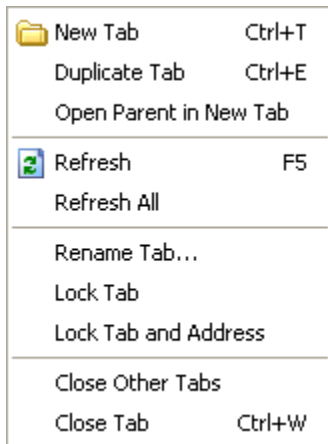 New Tab Ctrl+T
Duplicate Tab Ctrl+E
Open Parent in New Tab
Refresh F5
Refresh All
Rename Tab...
Lock Tab
Lock Tab and Address
Close Other Tabs
Close Tab Ctrl+W